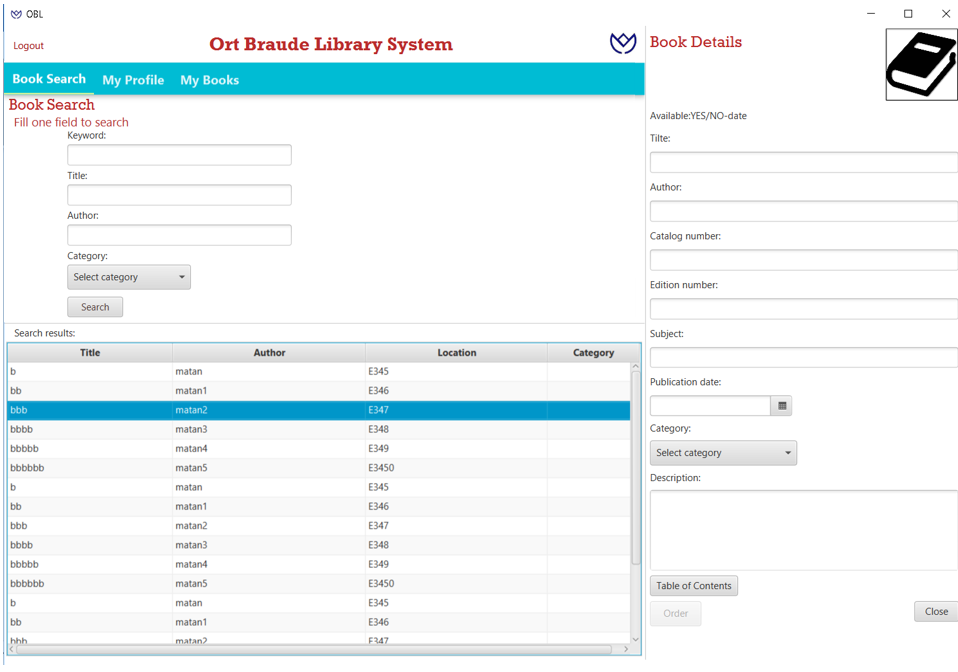 OBL
Logout
Ort Braude Library System
Book Search My Profile My Books
Book Search
Fill one field to search
Keyword:
Title:
Author:
Category:
Select category
Search
Search results:
Title Author Location Category
b matan E345
bb matan1 E346
bbb matan2 E347
bbbb matan3 E348
bbbbb matan4 E349
bbbbbb matan5 E3450
b matan E345
bb matan1 E346
bbb matan2 E347
bbbb matan3 E348
bbbbb matan4 E349
bbbbbb matan5 E3450
b matan E345
bb matan1 E346
bbb matan2 E347
Book Details
Available:YES/NO-date
Tilte:
Author:
Catalog number:
Edition number:
Subject:
Publication date:
Category:
Select category
Description:
Table of Contents
Order
Close